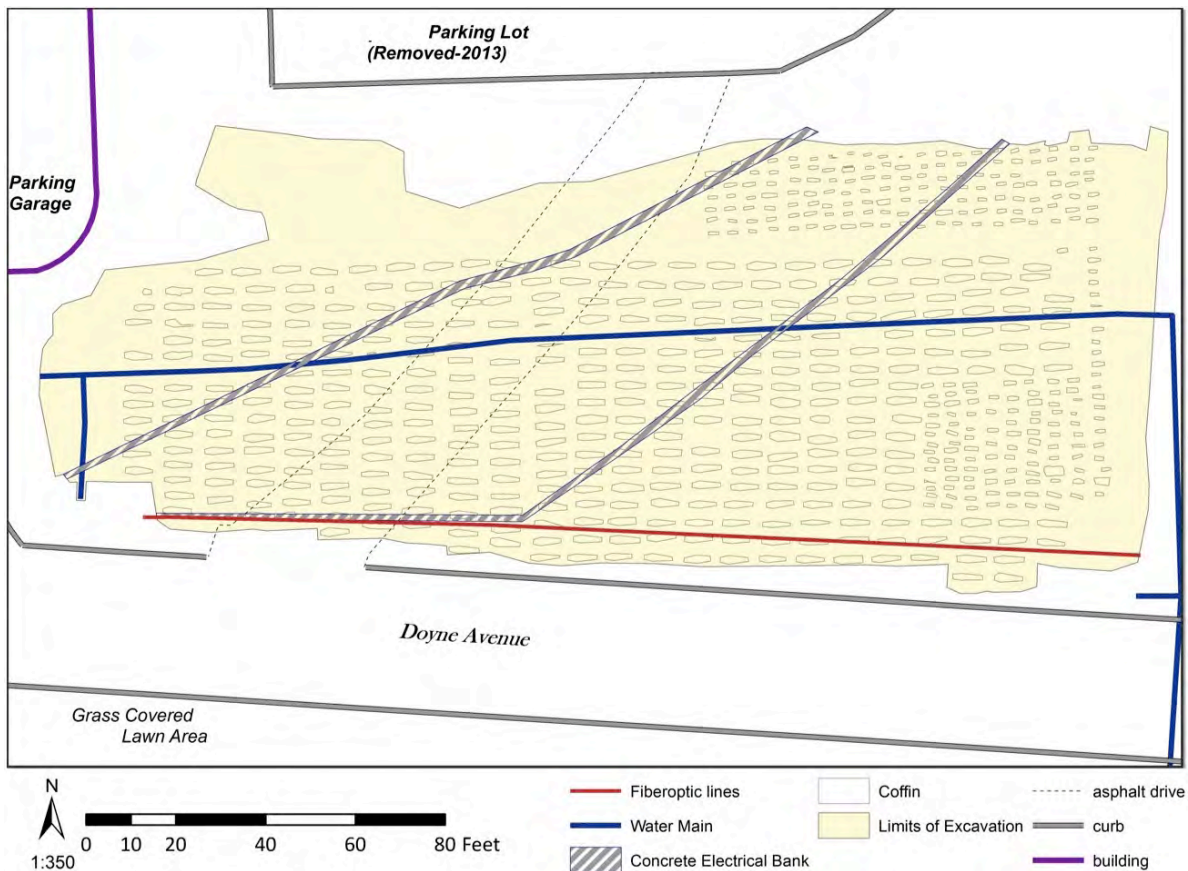 Parking Lot
(Removed-2013)
Parking
Garage
Doyne Avenue
Grass Covered
Lawn Area
N
1:350
0 10 20 40 60 80 Feet
Fiberoptic lines
Water Main
Concrete Electrical Bank
Coffin
Limits of Excavation
asphalt drive
curb
building